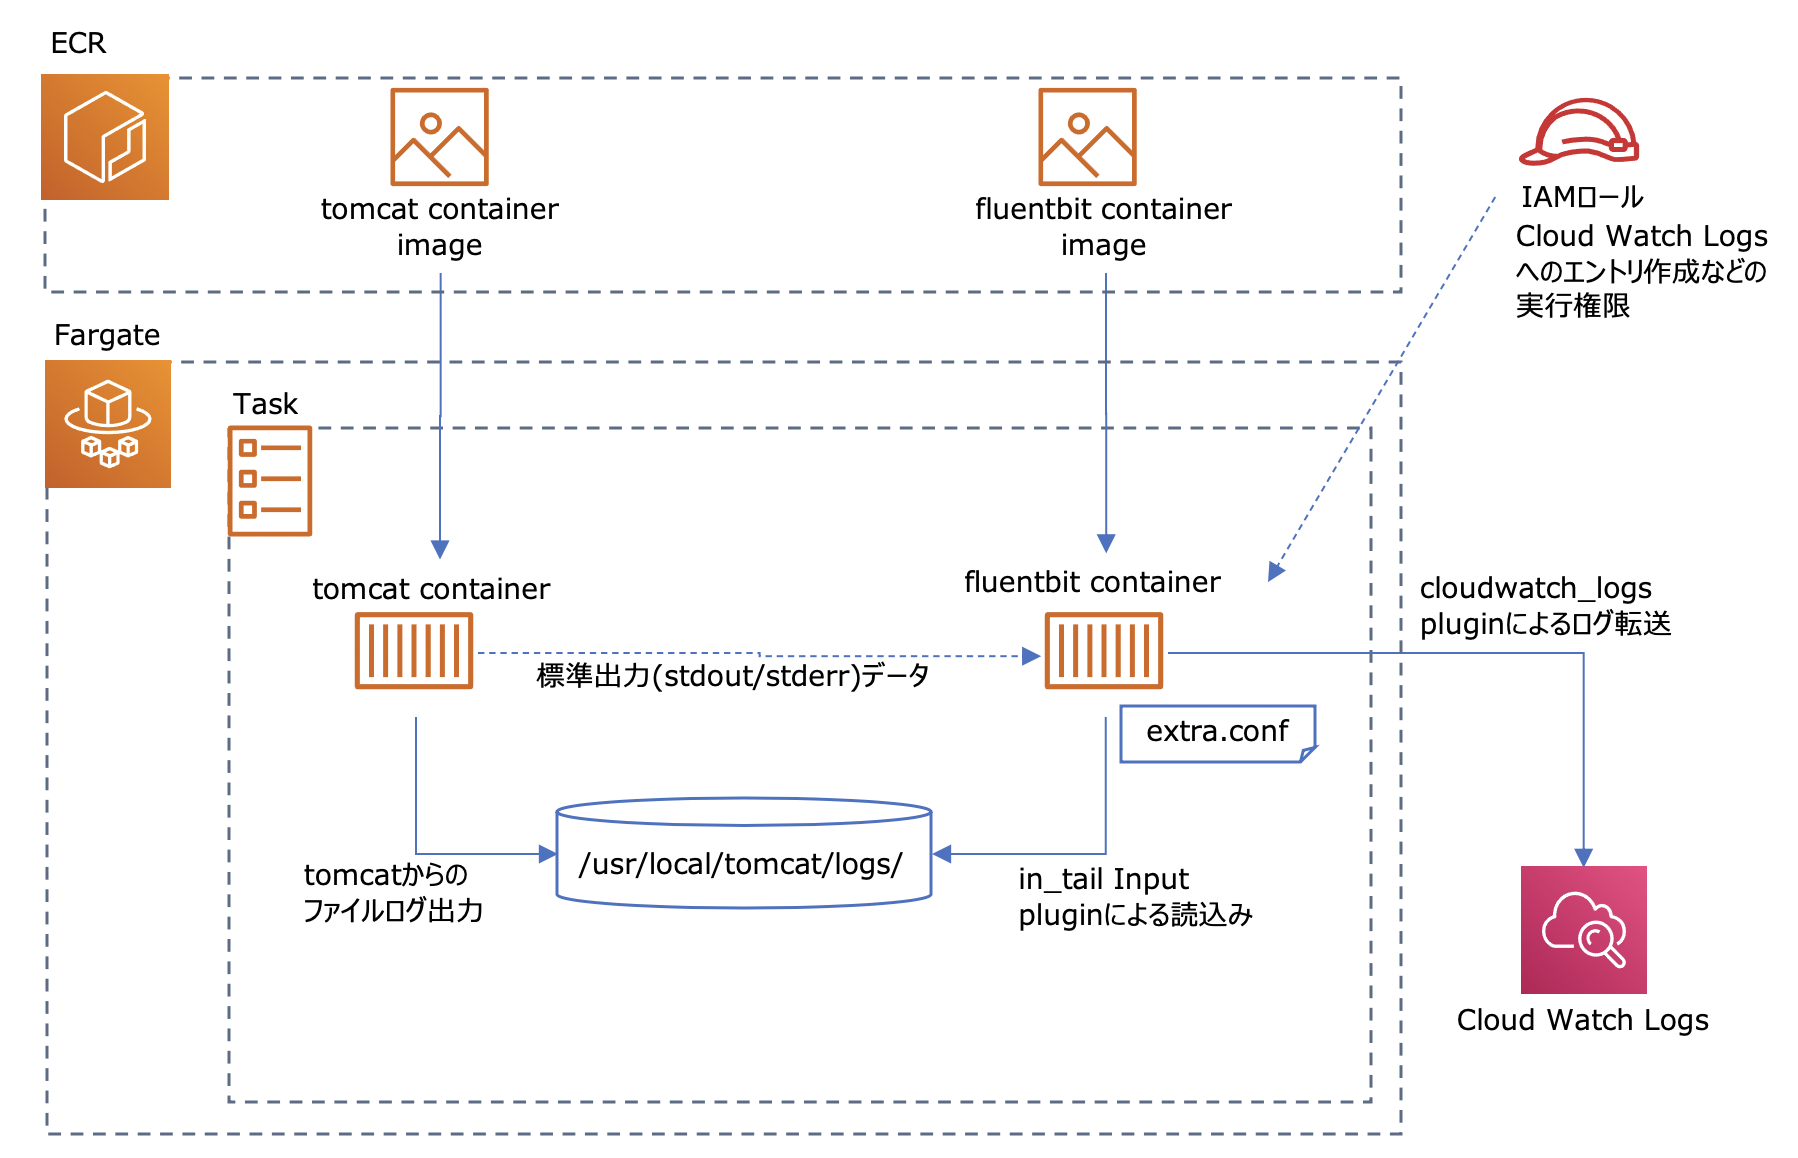 ECR
tomcat container
image
fluentbit container
image
IAMロール
Cloud Watch Logs
へのエントリ作成などの
実行権限
Fargate
Task
tomcat container
fluentbit container
標準出力(stdout/stderr)データ
cloudwatch_logs
pluginによるログ転送
extra.conf
/usr/local/tomcat/logs/
tomcatからの
ファイルログ出力
in_tail Input
pluginによる読込み
Cloud Watch Logs